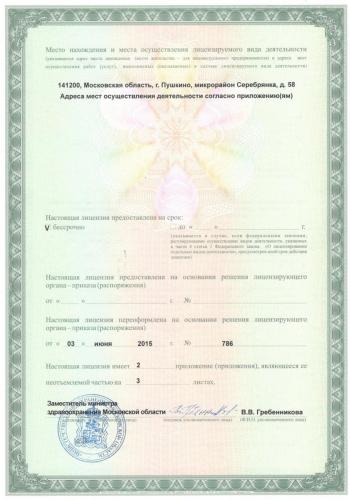 Место нахождения и места осуществления лицензируемого вида деятельности
(указываются адрес места нахождения (место жительства - для индивидуального предпринимателя) и адреса мест
осуществления работ (услуг), выполняемых (оказываемых) в составе лицензируемого вида деятельности)
141200, Московская область, г. Пушкино, микрорайон Серебрянка, д. 58
Адреса мест осуществления деятельности согласно приложению(ям)
Настоящая лицензия предоставлена на срок:
V бессрочно до « » г.
(указывается в случае, если федеральными законами,
регулирующими осуществление видов деятельности, указанных
в части 4 статьи 1 Федерального закона «О лицензировании
отдельных видов деятельности», предусмотрен иной срок действия
лицензии)
Настоящая лицензия предоставлена на основании решения лицензирующего
органа - приказа (распоряжения)
от « » г. №
Настоящая лицензия переоформлена на основании решения лицензирующего
органа - приказа (распоряжения)
от « 03 » июня 2015 г. № 786
Настоящая лицензия имеет 2 приложение (приложения), являющееся ее
неотъемлемой частью на 3 листах.
Заместитель министра
здравоохранения Московской области В.В. Гребенникова
(должность уполномоченного лица) (подпись уполномоченного лица) (Ф.И.О. уполномоченного лица)